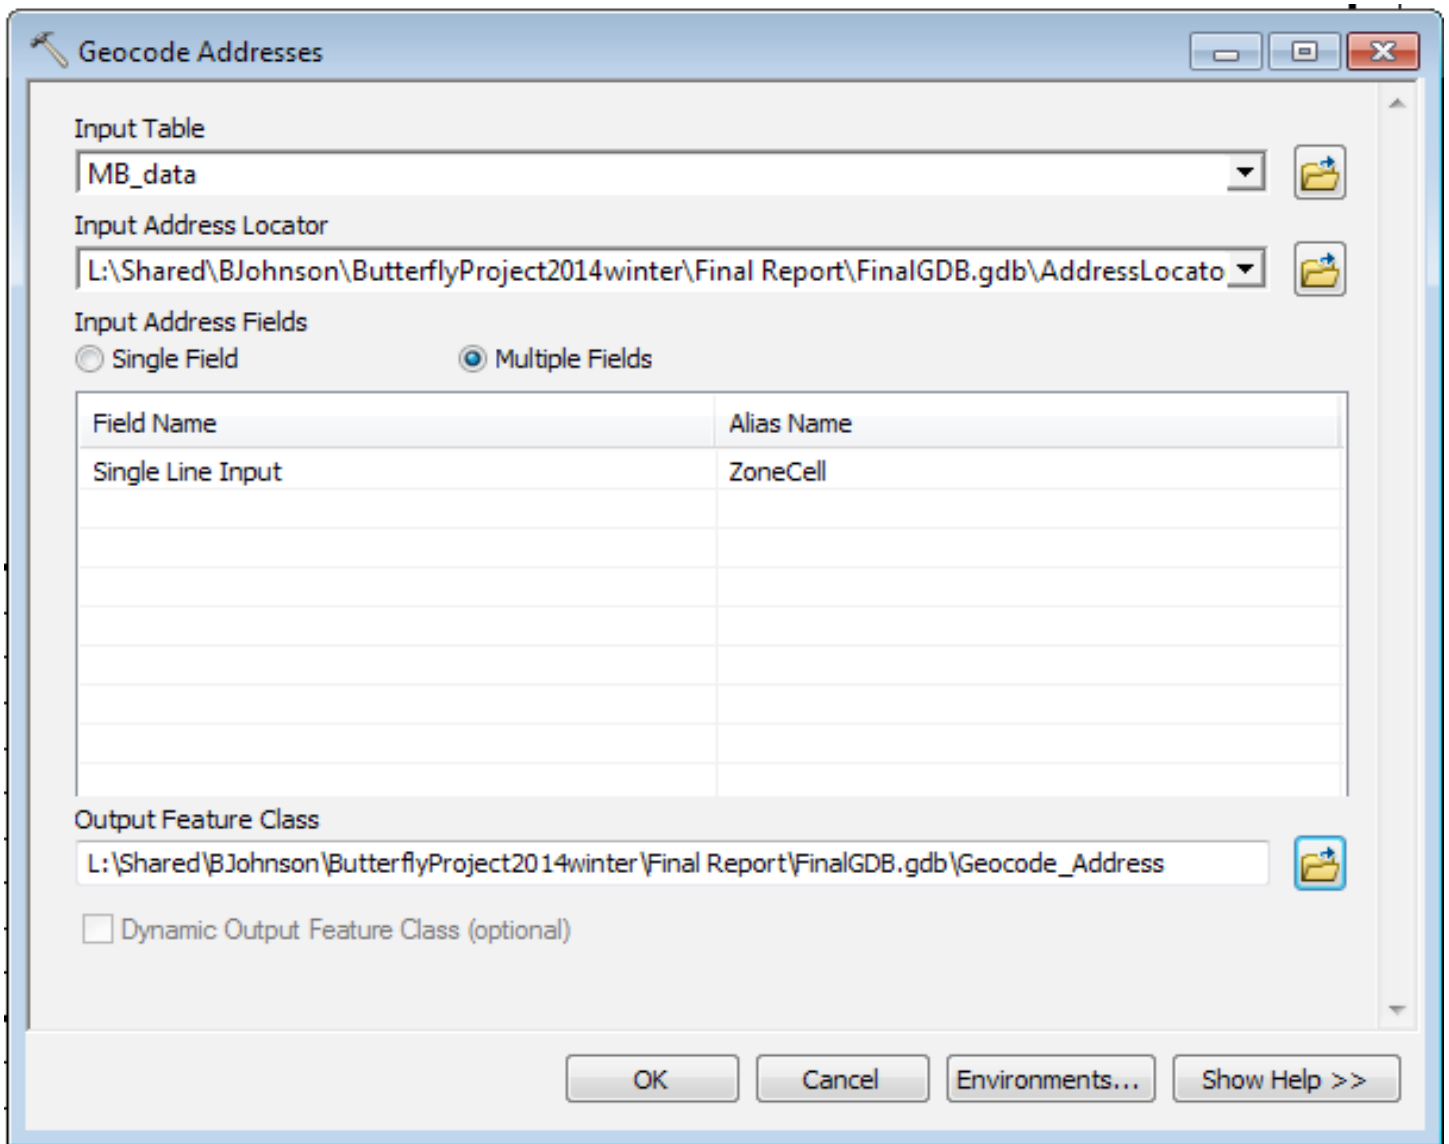 Geocode Addresses
Input Table
MB_data
Input Address Locator
L:\Shared\BJohnson\ButterflyProject2014winter\Final Report\FinalGDB.gdb\AddressLocato
Input Address Fields
Single Field Multiple Fields
Field Name Alias Name
Single Line Input ZoneCell
Output Feature Class
L:\Shared\BJohnson\ButterflyProject2014winter\Final Report\FinalGDB.gdb\Geocode_Address
Dynamic Output Feature Class (optional)
OK Cancel Environments... Show Help >>